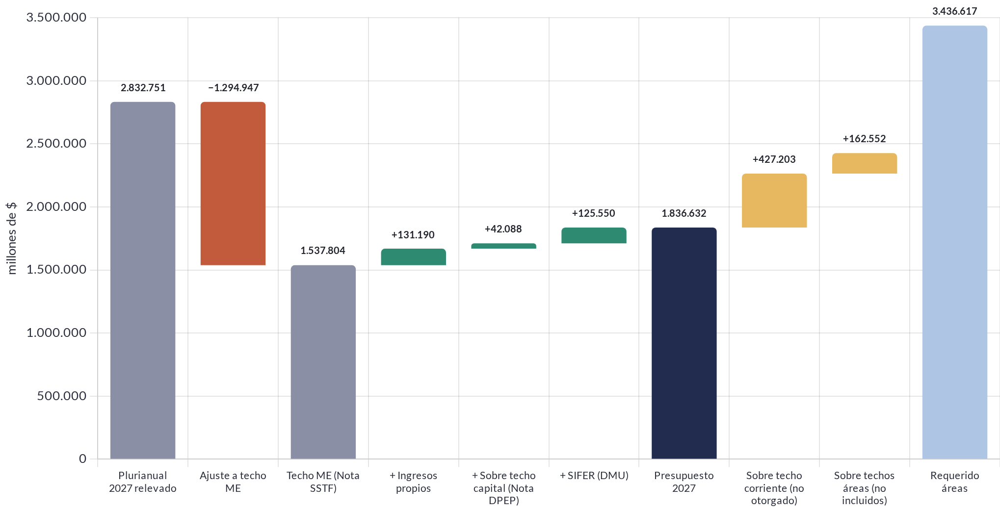 3.500.000
3.000.000
2.500.000
2.000.000
1.500.000
1.000.000
500.000
0
millones de $
2.832.751
−1.294.947
1.537.804
+131.190
+42.088
+125.550
1.836.632
+427.203
+162.552
3.436.617
Plurianual
2027 relevado
Ajuste a techo
ME
Techo ME (Nota
SSTF)
+ Ingresos
propios
+ Sobre techo
capital (Nota
DPEP)
+ SIFER (DMU)
Presupuesto
2027
Sobre techo
corriente (no
otorgado)
Sobre techos
áreas (no
incluidos)
Requerido
áreas